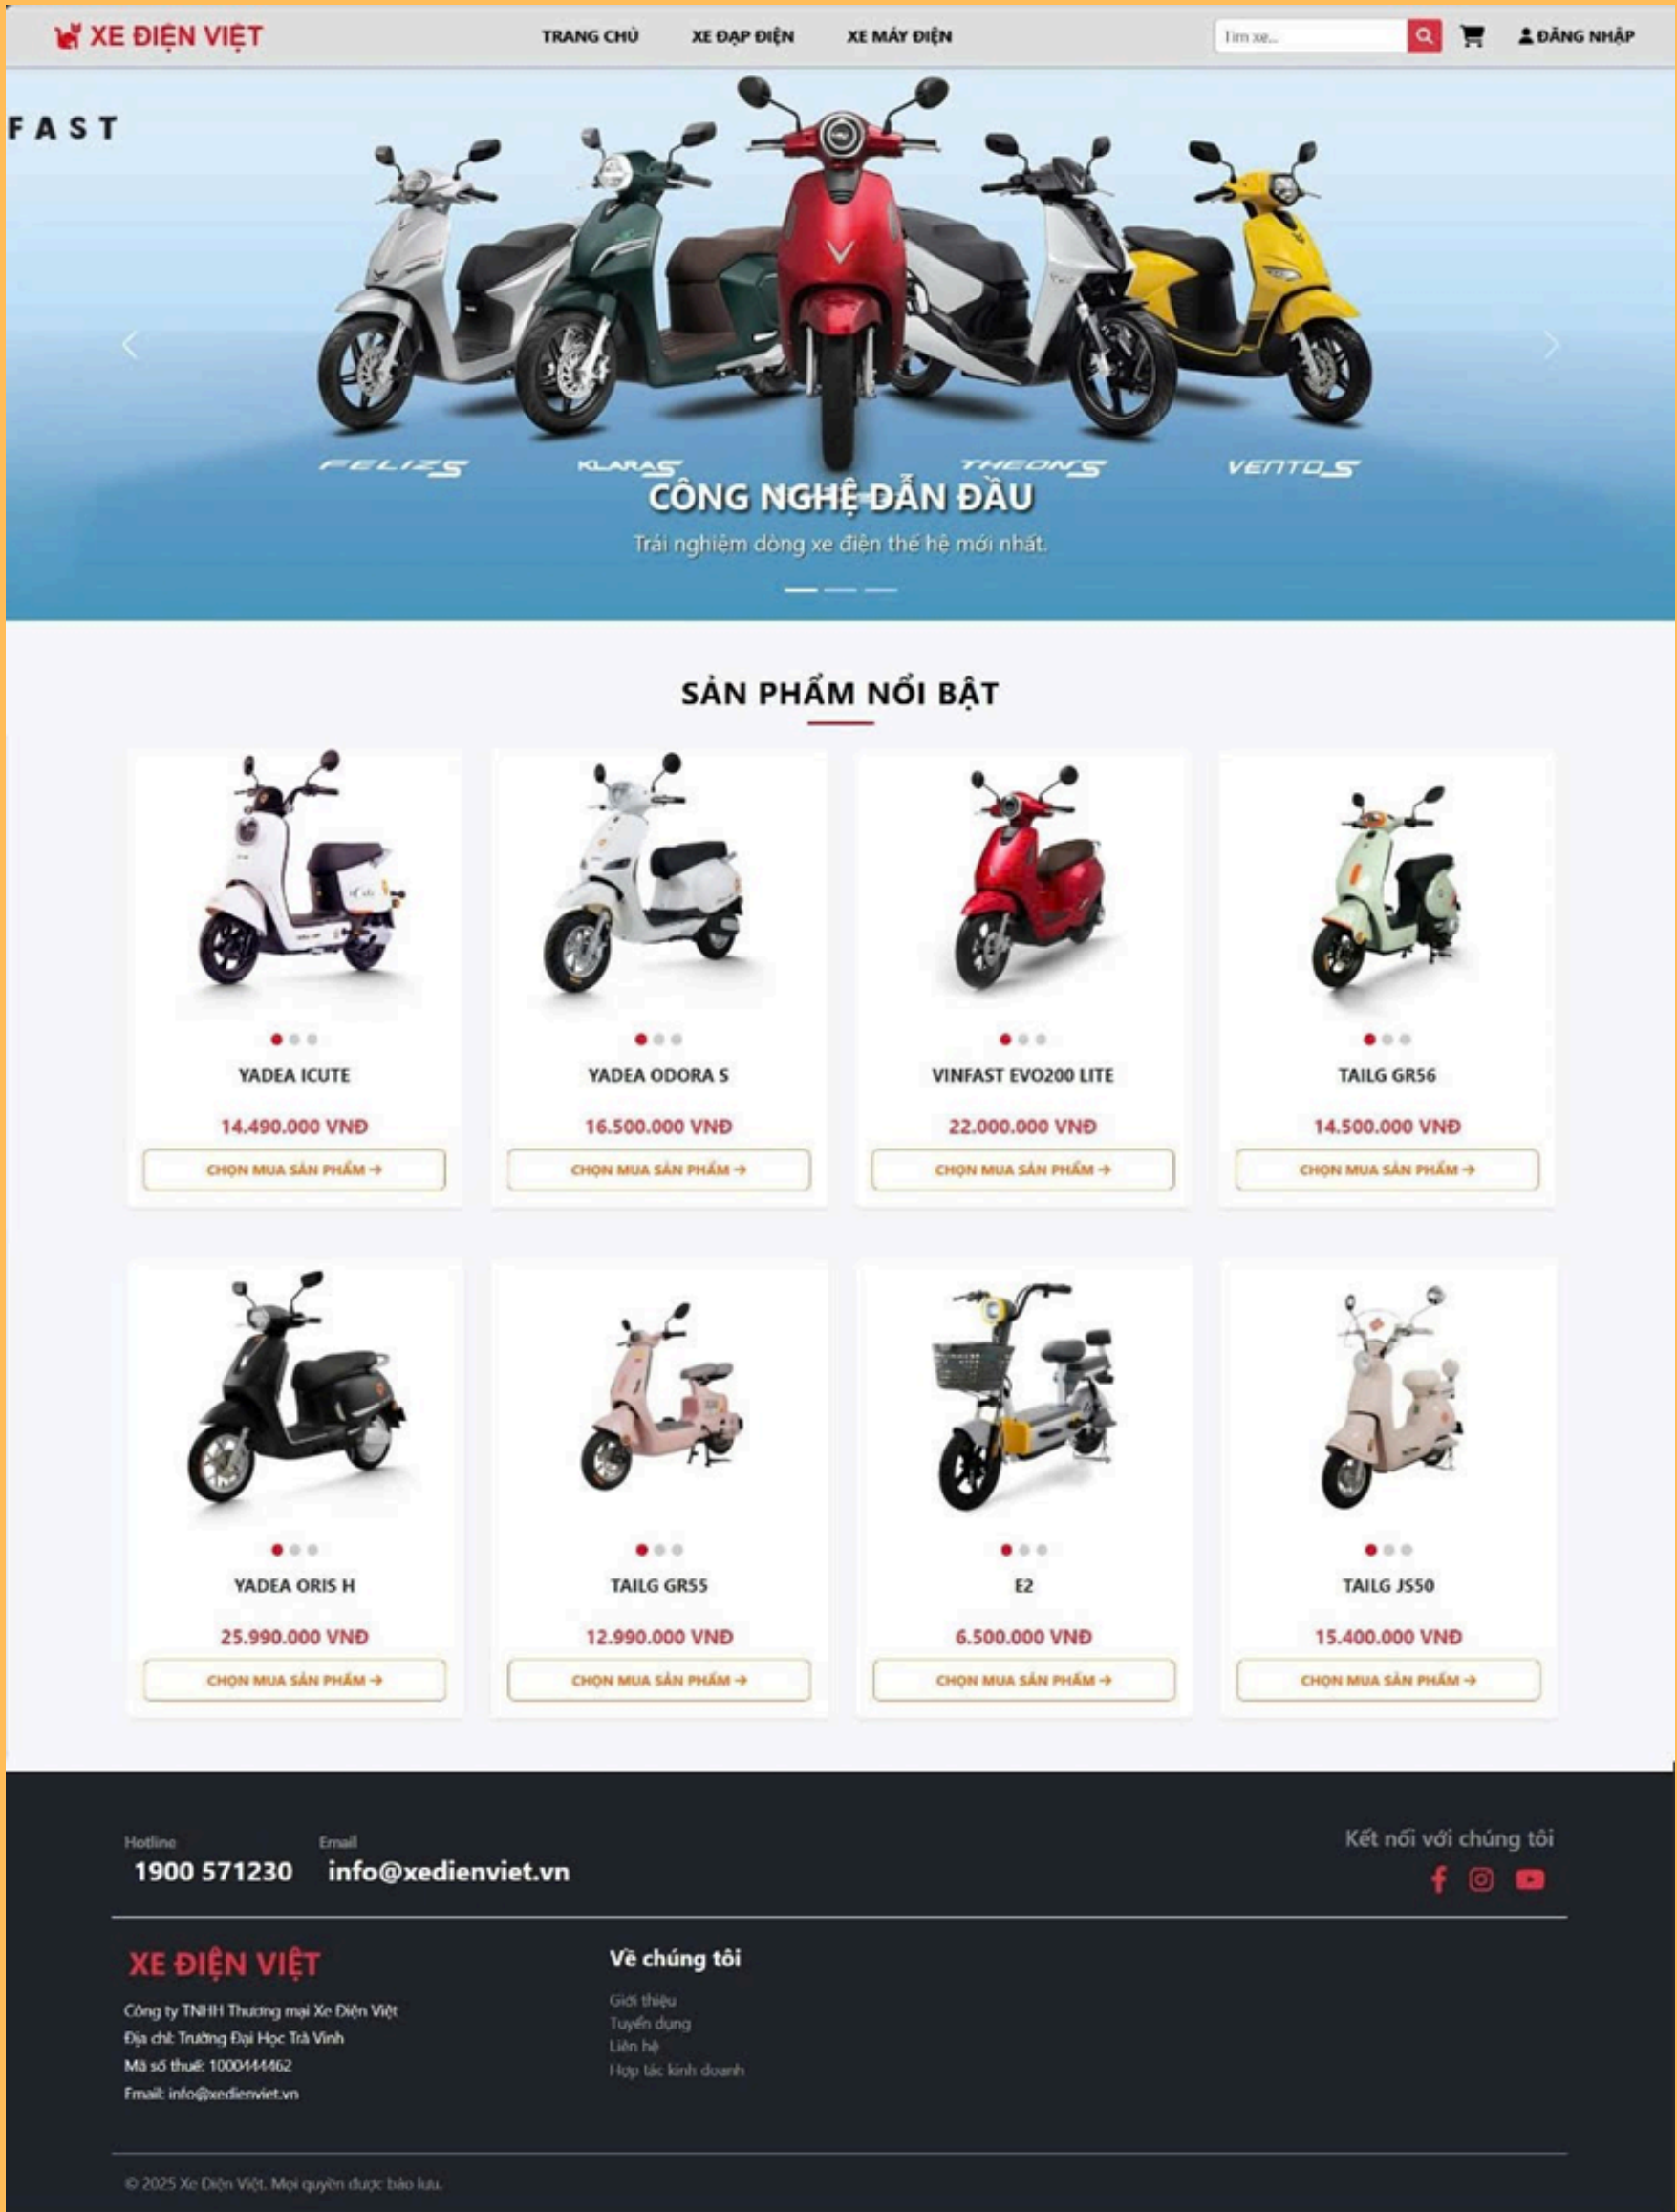 XE ĐIỆN VIỆT
TRANG CHỦ
XE ĐẠP ĐIỆN
XE MÁY ĐIỆN
Tìm xe...
ĐĂNG NHẬP
FAST
FELIZ S
KLARA S
THEON S
VENTO S
CÔNG NGHỆ DẪN ĐẦU
Trải nghiệm dòng xe điện thế hệ mới nhất.
SẢN PHẨM NỔI BẬT
YADEA ICUTE
YADEA ODORA S
VINFAST EVO200 LITE
TAILG GR56
14.490.000 VNĐ
16.500.000 VNĐ
22.000.000 VNĐ
14.500.000 VNĐ
CHỌN MUA SẢN PHẨM →
CHỌN MUA SẢN PHẨM →
CHỌN MUA SẢN PHẨM →
CHỌN MUA SẢN PHẨM →
YADEA ORIS H
TAILG GR55
E2
TAILG JS50
25.990.000 VNĐ
12.990.000 VNĐ
6.500.000 VNĐ
15.400.000 VNĐ
CHỌN MUA SẢN PHẨM →
CHỌN MUA SẢN PHẨM →
CHỌN MUA SẢN PHẨM →
CHỌN MUA SẢN PHẨM →
Hotline
1900 571230
Email
info@xedienviet.vn
Kết nối với chúng tôi
XE ĐIỆN VIỆT
Công ty TNHH Thương mại Xe Điện Việt
Địa chỉ: Trường Đại Học Trà Vinh
Mã số thuế: 1000444462
Email: info@xedienviet.vn
Về chúng tôi
Giới thiệu
Tuyển dụng
Liên hệ
Hợp tác kinh doanh
© 2025 Xe Điện Việt. Mọi quyền được bảo lưu.